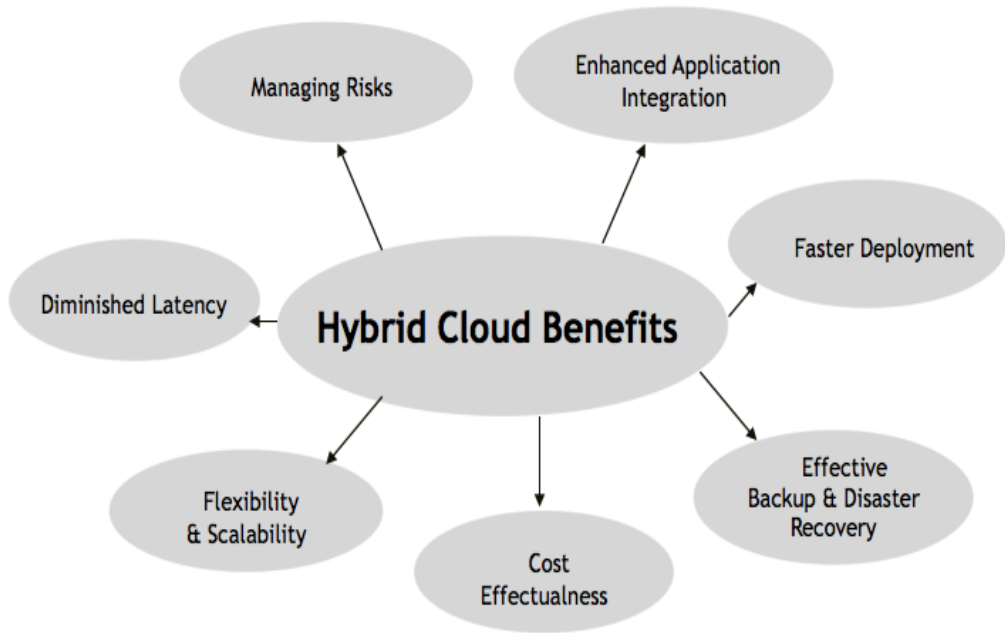 Managing Risks
Enhanced Application
Integration
Faster Deployment
Diminished Latency
Hybrid Cloud Benefits
Flexibility
& Scalability
Cost
Effectualness
Effective
Backup & Disaster
Recovery